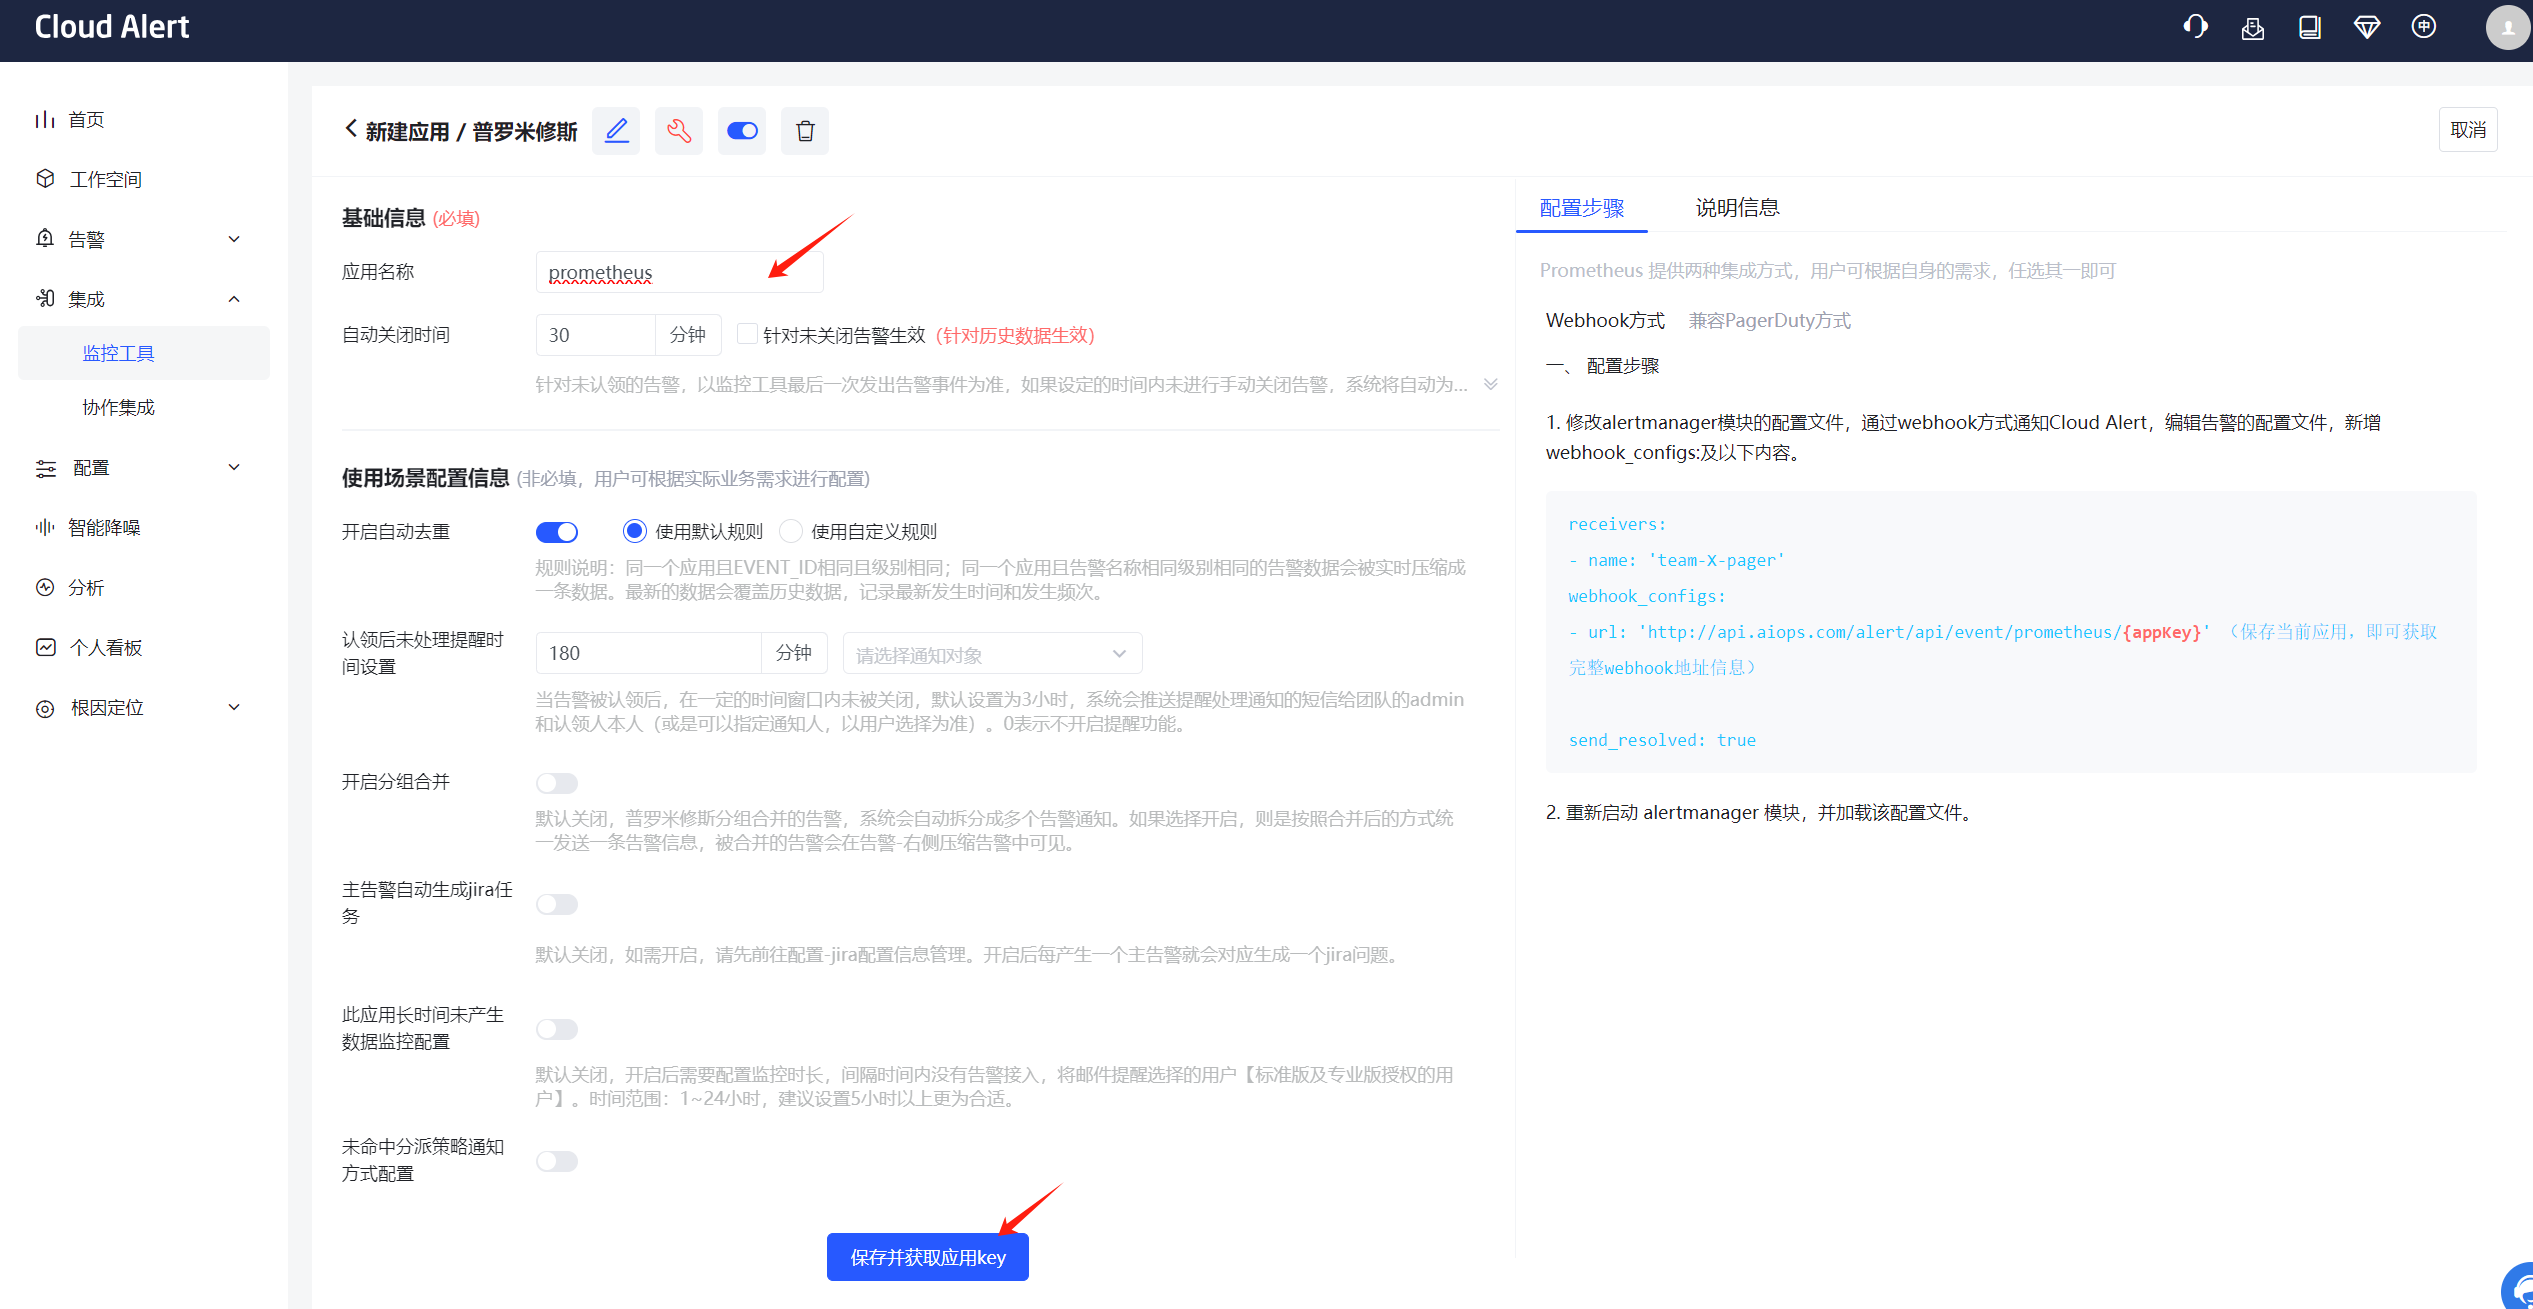 Cloud Alert
中
首页
工作空间
告警
集成
监控工具
协作集成
配置
智能降噪
分析
个人看板
根因定位
新建应用 / 普罗米修斯
取消
基础信息 (必填)
应用名称
prometheus
自动关闭时间
30
分钟
针对未关闭告警生效 (针对历史数据生效)
针对未认领的告警，以监控工具最后一次发出告警事件为准，如果设定的时间内未进行手动关闭告警，系统将自动为...
使用场景配置信息 (非必填，用户可根据实际业务需求进行配置)
开启自动去重
使用默认规则
使用自定义规则
规则说明：同一个应用且EVENT_ID相同且级别相同；同一个应用且告警名称相同级别相同的告警数据会被实时压缩成
一条数据。最新的数据会覆盖历史数据，记录最新发生时间和发生频次。
认领后未处理提醒时
间设置
180
分钟
请选择通知对象
当告警被认领后，在一定的时间窗口内未被关闭，默认设置为3小时，系统会推送提醒处理通知的短信给团队的admin
和认领人本人（或是可以指定通知人，以用户选择为准）。0表示不开启提醒功能。
开启分组合并
默认关闭，普罗米修斯分组合并的告警，系统会自动拆分成多个告警通知。如果选择开启，则是按照合并后的方式统
一发送一条告警信息，被合并的告警会在告警-右侧压缩告警中可见。
主告警自动生成jira任
务
默认关闭，如需开启，请先前往配置-jira配置信息管理。开启后每产生一个主告警就会对应生成一个jira问题。
此应用长时间未产生
数据监控配置
默认关闭，开启后需要配置监控时长，间隔时间内没有告警接入，将邮件提醒选择的用户【标准版及专业版授权的用
户】。时间范围：1~24小时，建议设置5小时以上更为合适。
未命中分派策略通知
方式配置
保存并获取应用key
配置步骤
说明信息
Prometheus 提供两种集成方式，用户可根据自身的需求，任选其一即可
Webhook方式
兼容PagerDuty方式
一、 配置步骤
1. 修改alertmanager模块的配置文件，通过webhook方式通知Cloud Alert，编辑告警的配置文件，新增
webhook_configs:及以下内容。
receivers:
- name: 'team-X-pager'
webhook_configs:
- url: 'http://api.aiops.com/alert/api/event/prometheus/{appKey}' （保存当前应用，即可获取
完整webhook地址信息）
send_resolved: true
2. 重新启动 alertmanager 模块，并加载该配置文件。